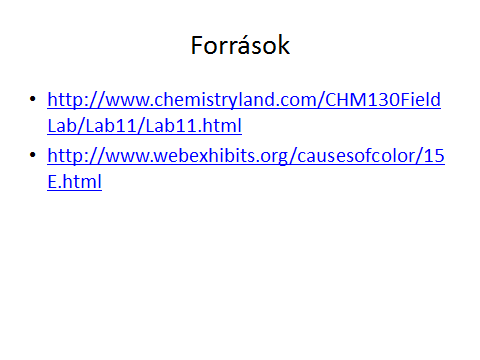 Források
• http://www.chemistryland.com/CHM130Field
Lab/Lab11/Lab11.html
• http://www.webexhibits.org/causesofcolor/15
E.html